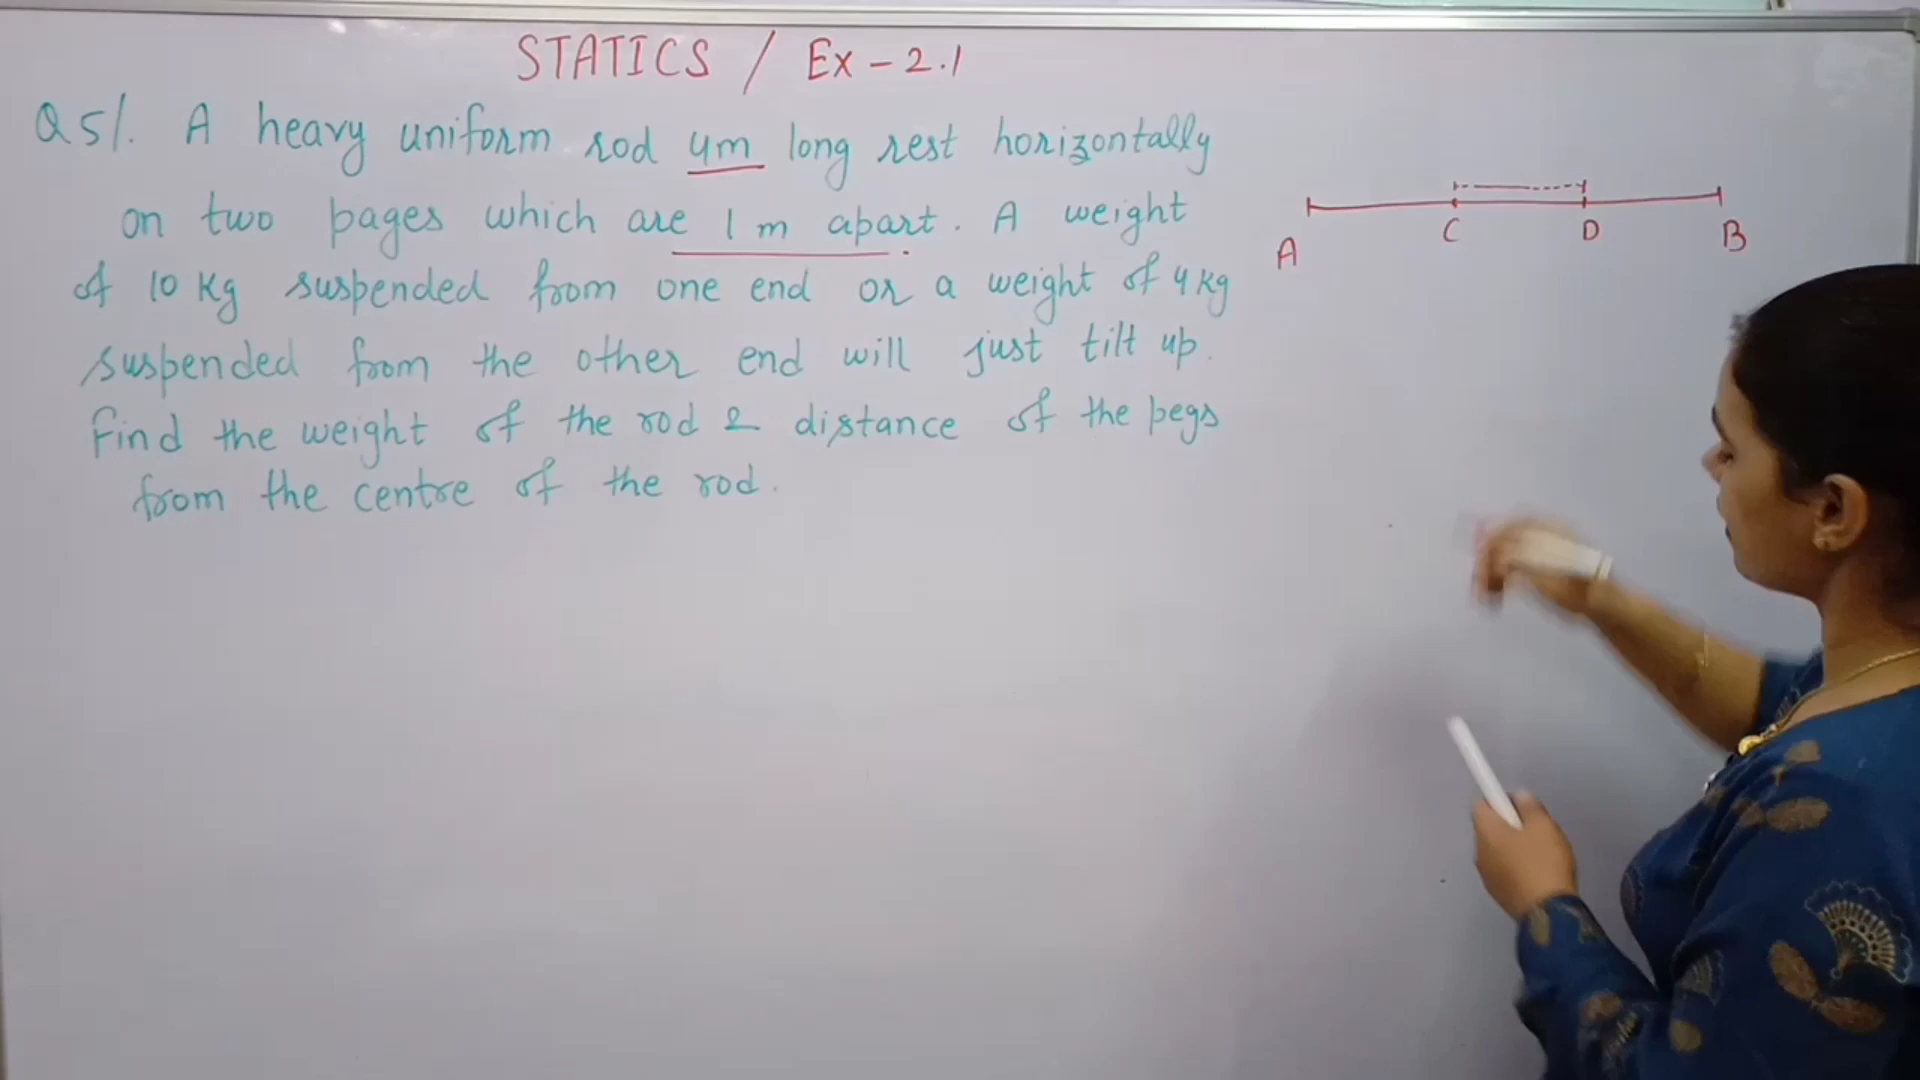 STATICS / Ex - 2.1
Q5/. A heavy uniform rod 4m long rest horizontally
on two pages which are 1 m apart. A weight
of 10 Kg suspended from one end or a weight of 4 kg
suspended from the other end will just tilt up.
Find the weight of the rod & distance of the pegs
from the centre of the rod.
A C D B